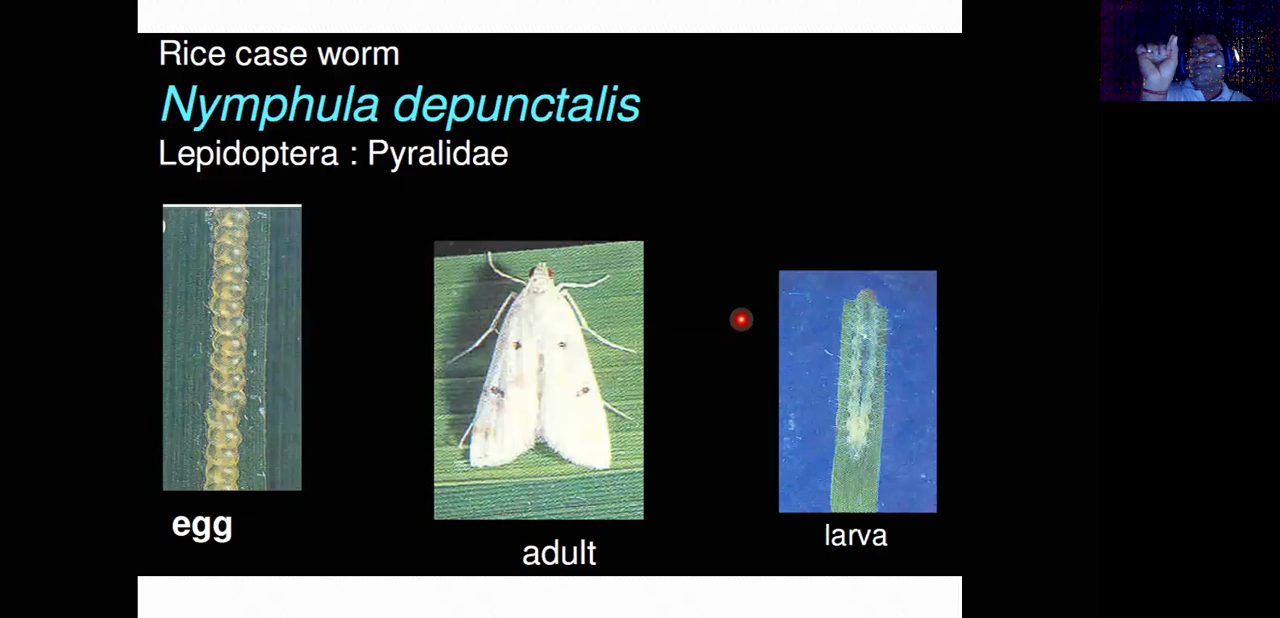 Rice case worm
Nymphula depunctalis
Lepidoptera : Pyralidae
egg
adult
larva